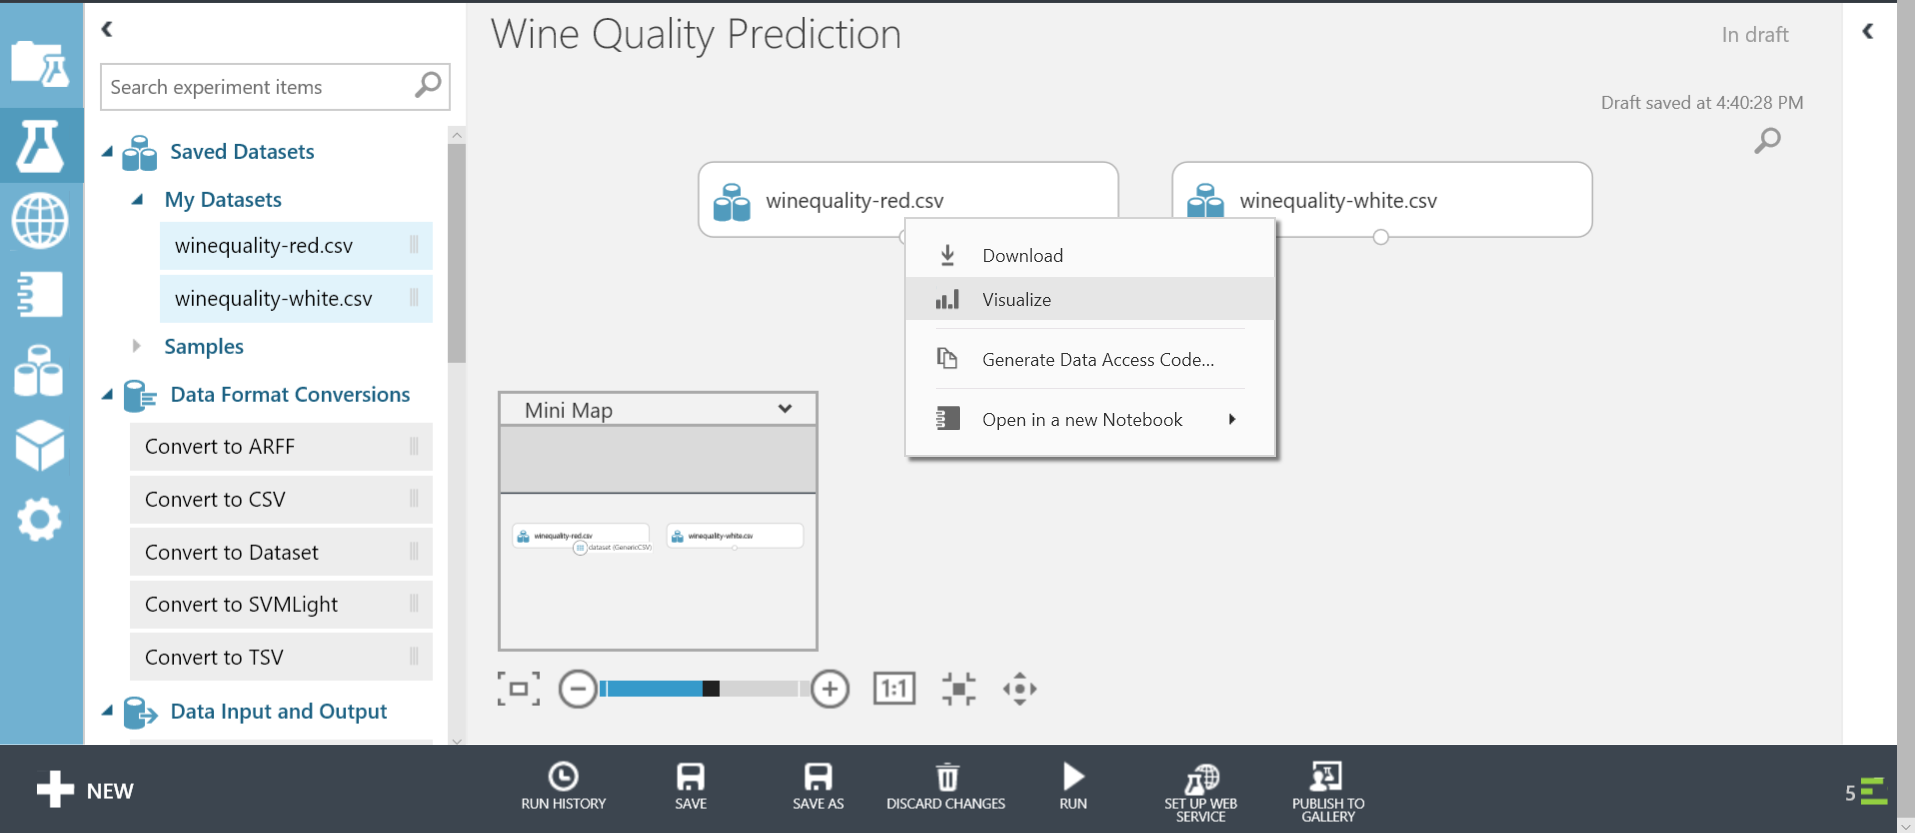 Wine Quality Prediction
In draft
Search experiment items
Draft saved at 4:40:28 PM
Saved Datasets
My Datasets
winequality-red.csv
winequality-white.csv
Samples
Data Format Conversions
Convert to ARFF
Convert to CSV
Convert to Dataset
Convert to SVMLight
Convert to TSV
Data Input and Output
winequality-red.csv
winequality-white.csv
Download
Visualize
Generate Data Access Code...
Open in a new Notebook
Mini Map
winequality-red.csv
dataset (GenericCSV)
winequality-white.csv
1:1
NEW
RUN HISTORY
SAVE
SAVE AS
DISCARD CHANGES
RUN
SET UP WEB
SERVICE
PUBLISH TO
GALLERY
5